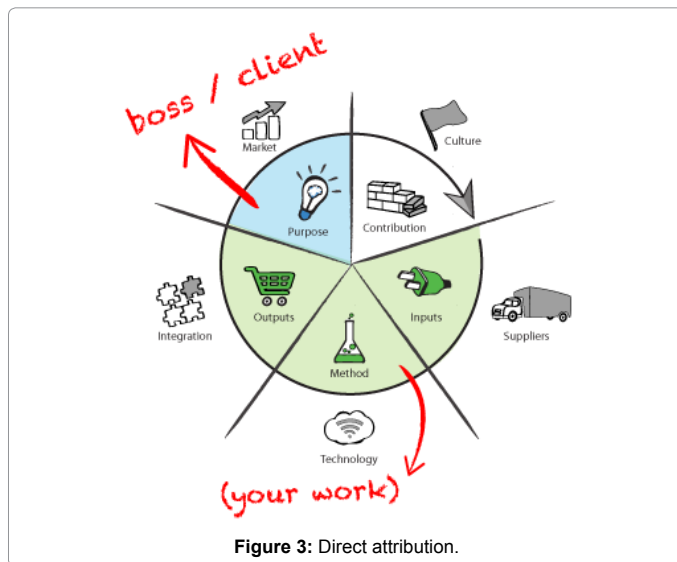 boss / client
Market
Culture
Purpose
Contribution
Integration
Outputs
Inputs
Suppliers
Method
Technology
(your work)
Figure 3: Direct attribution.